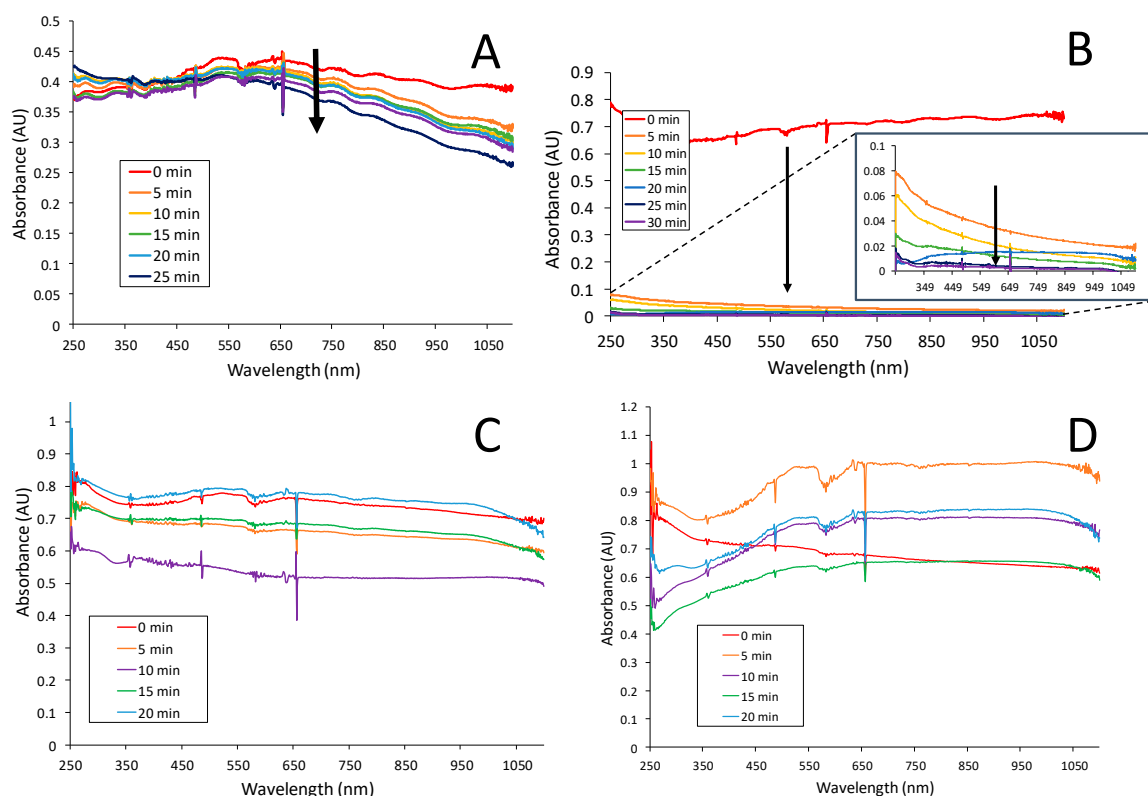 A
0.5
0.45
0.4
0.35
0.3
0.25
0.2
0.15
0.1
0.05
0
Absorbance (AU)
0 min
5 min
10 min
15 min
20 min
25 min
250 350 450 550 650 750 850 950 1050
Wavelength (nm)
B
0.9
0.8
0.7
0.6
0.5
0.4
0.3
0.2
0.1
0
Absorbance (AU)
0 min
5 min
10 min
15 min
20 min
25 min
30 min
0.1
0.08
0.06
0.04
0.02
0
349 449 549 649 749 849 949 1049
250 350 450 550 650 750 850 950 1050
Wavelength (nm)
C
1
0.9
0.8
0.7
0.6
0.5
0.4
0.3
0.2
0.1
0
Absorbance (AU)
0 min
5 min
10 min
15 min
20 min
250 350 450 550 650 750 850 950 1050
Wavelength (nm)
D
1.2
1.1
1
0.9
0.8
0.7
0.6
0.5
0.4
0.3
0.2
0.1
0
Absorbance (AU)
0 min
5 min
10 min
15 min
20 min
250 350 450 550 650 750 850 950 1050
Wavelength (nm)